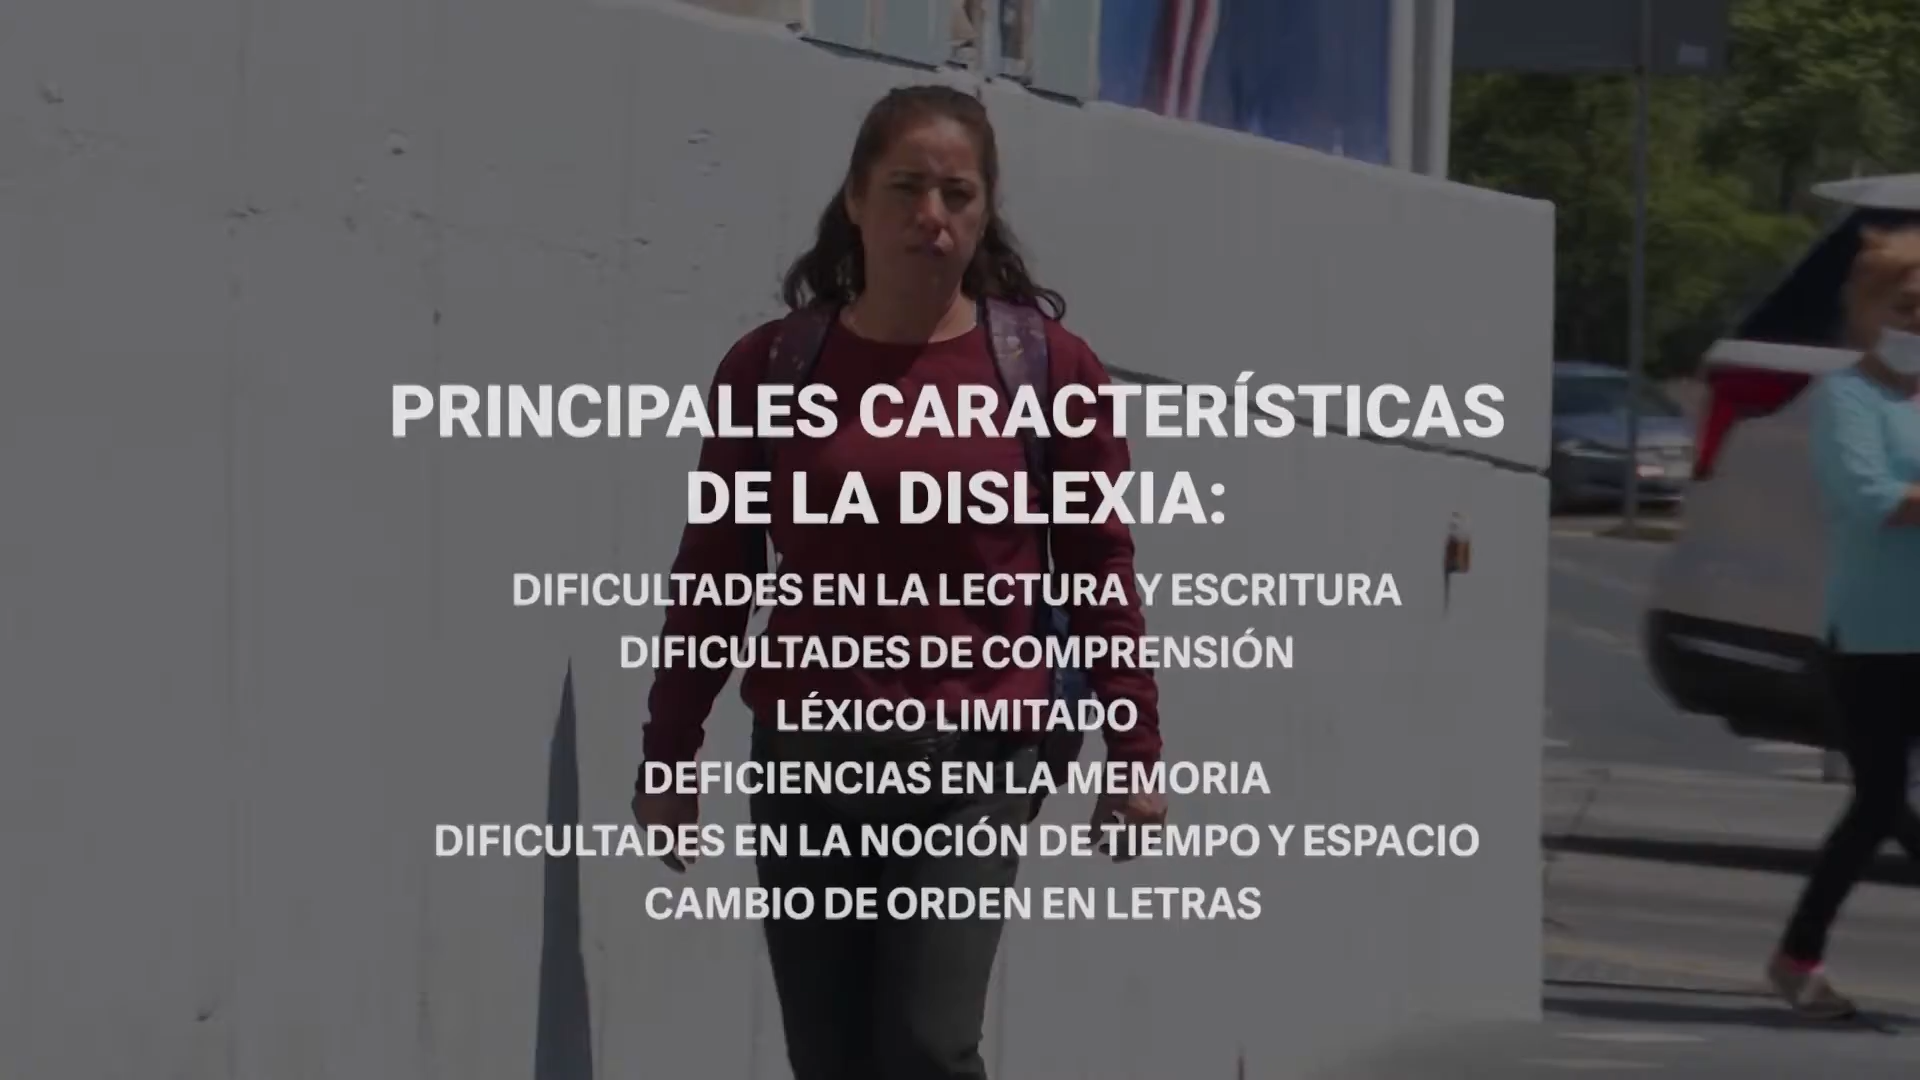 PRINCIPALES CARACTERÍSTICAS
DE LA DISLEXIA:
DIFICULTADES EN LA LECTURA Y ESCRITURA
DIFICULTADES DE COMPRENSIÓN
LÉXICO LIMITADO
DEFICIENCIAS EN LA MEMORIA
DIFICULTADES EN LA NOCIÓN DE TIEMPO Y ESPACIO
CAMBIO DE ORDEN EN LETRAS